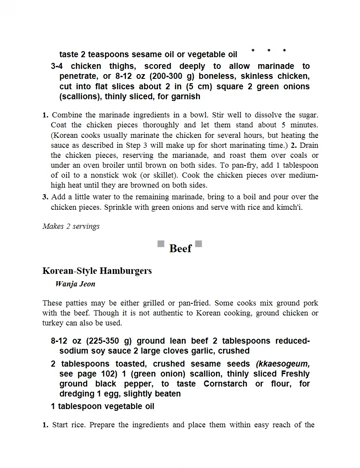 taste 2 teaspoons sesame oil or vegetable oil * * *
3-4 chicken thighs, scored deeply to allow marinade to
penetrate, or 8-12 oz (200-300 g) boneless, skinless chicken,
cut into flat slices about 2 in (5 cm) square 2 green onions
(scallions), thinly sliced, for garnish
1. Combine the marinade ingredients in a bowl. Stir well to dissolve the sugar.
Coat the chicken pieces thoroughly and let them stand about 5 minutes.
(Korean cooks usually marinate the chicken for several hours, but heating the
sauce as described in Step 3 will make up for short marinating time.) 2. Drain
the chicken pieces, reserving the marianade, and roast them over coals or
under an oven broiler until brown on both sides. To pan-fry, add 1 tablespoon
of oil to a nonstick wok (or skillet). Cook the chicken pieces over medium-
high heat until they are browned on both sides.
3. Add a little water to the remaining marinade, bring to a boil and pour over the
chicken pieces. Sprinkle with green onions and serve with rice and kimch'i.
Makes 2 servings
Beef
Korean-Style Hamburgers
Wanja Jeon
These patties may be either grilled or pan-fried. Some cooks mix ground pork
with the beef. Though it is not authentic to Korean cooking, ground chicken or
turkey can also be used.
8-12 oz (225-350 g) ground lean beef 2 tablespoons reduced-
sodium soy sauce 2 large cloves garlic, crushed
2 tablespoons toasted, crushed sesame seeds (kkaesogeum,
see page 102) 1 (green onion) scallion, thinly sliced Freshly
ground black pepper, to taste Cornstarch or flour, for
dredging 1 egg, slightly beaten
1 tablespoon vegetable oil
1. Start rice. Prepare the ingredients and place them within easy reach of the